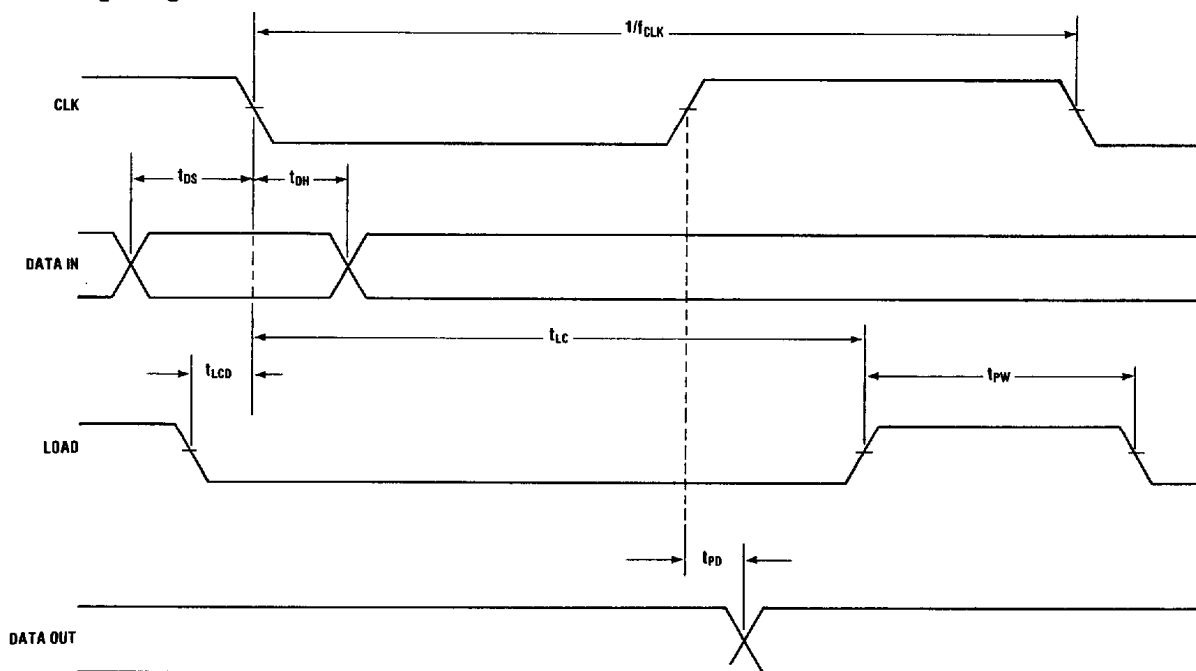 1/fCLK
CLK
tDS
tDH
DATA IN
tLC
tLCD
tPW
LOAD
tPD
DATA OUT